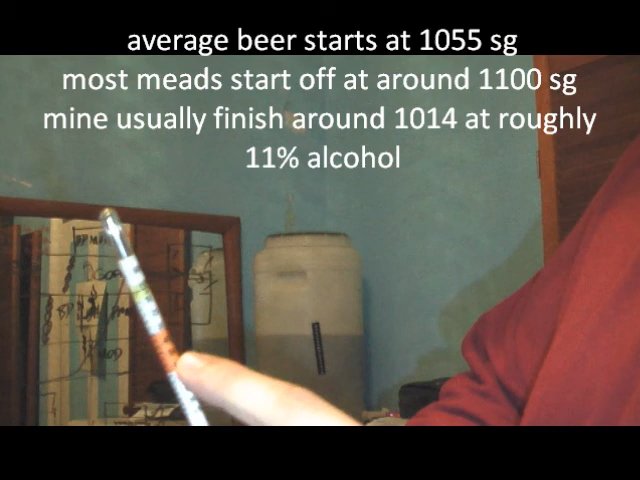 average beer starts at 1055 sg
most meads start off at around 1100 sg
mine usually finish around 1014 at roughly
11% alcohol